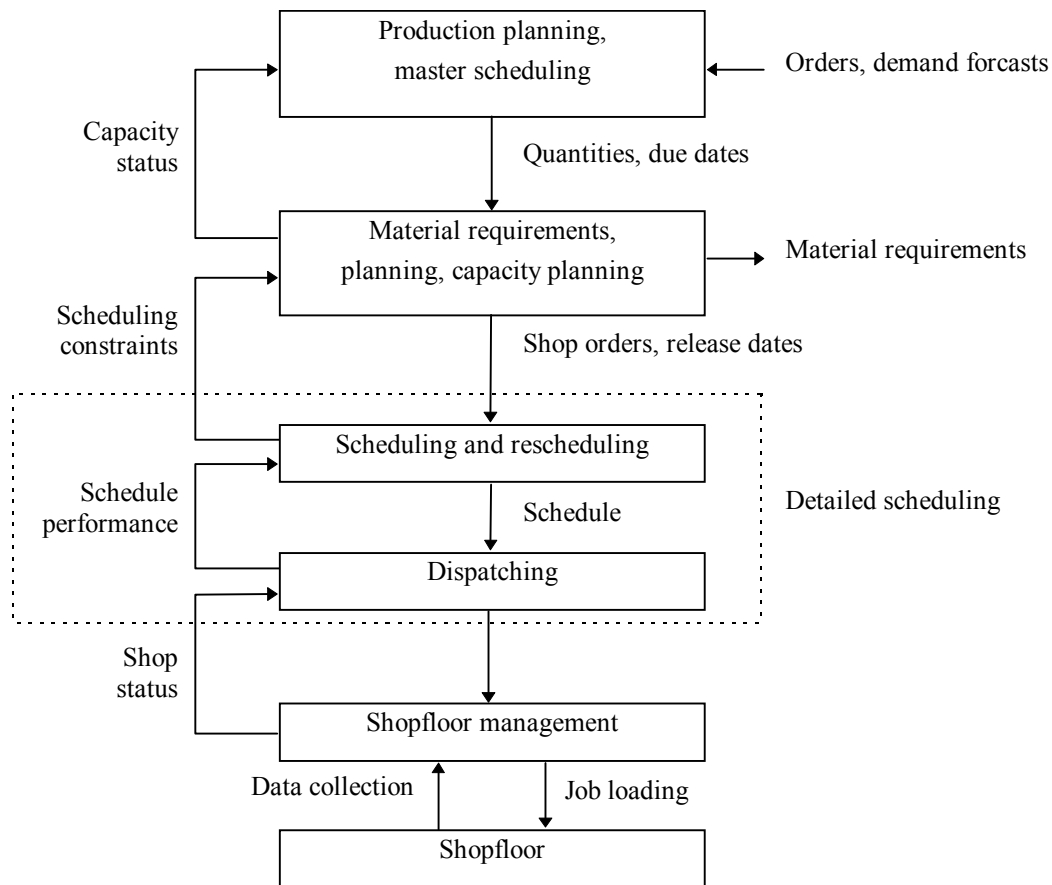 Production planning,
master scheduling
Orders, demand forcasts
Capacity
status
Quantities, due dates
Material requirements,
planning, capacity planning
Material requirements
Scheduling
constraints
Shop orders, release dates
Scheduling and rescheduling
Schedule
performance
Schedule
Detailed scheduling
Dispatching
Shop
status
Shopfloor management
Data collection
Job loading
Shopfloor